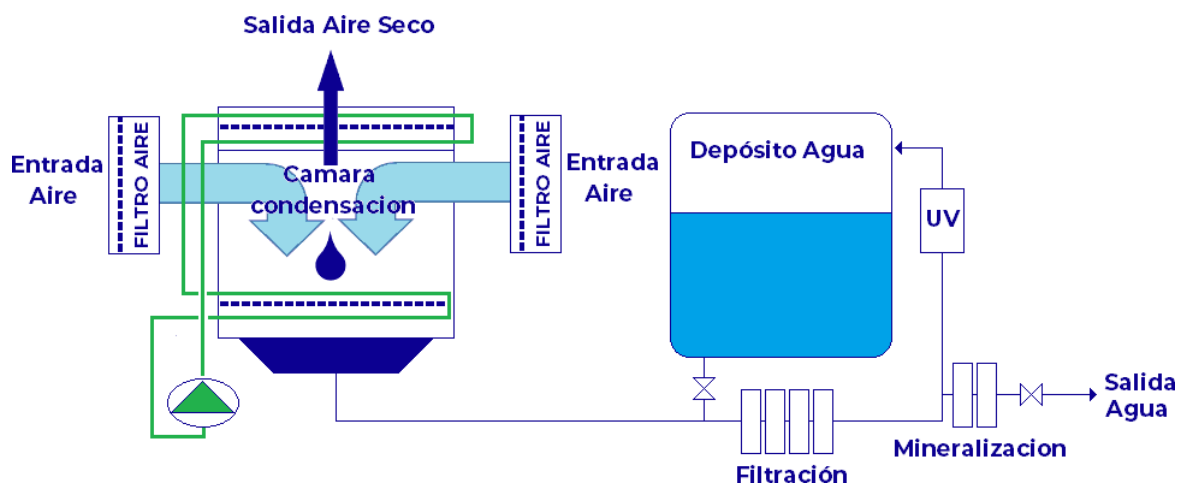 Salida Aire Seco
Entrada
Aire
FILTRO AIRE
Camara
condensacion
FILTRO AIRE
Entrada
Aire
Depósito Agua
UV
Salida
Agua
Mineralizacion
Filtración